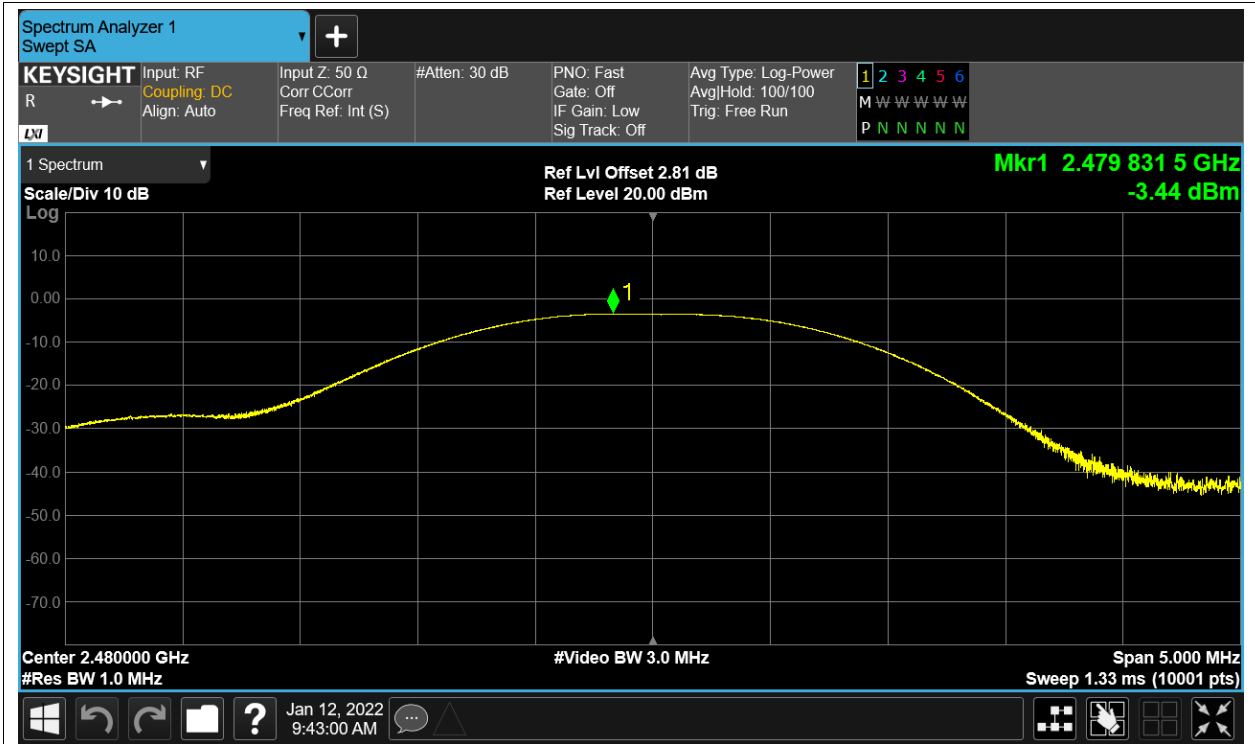 Spectrum Analyzer 1
Swept SA
KEYSIGHT
R
LXI
Input: RF
Coupling: DC
Align: Auto
Input Z: 50 Ω
Corr CCorr
Freq Ref: Int (S)
#Atten: 30 dB
PNO: Fast
Gate: Off
IF Gain: Low
Sig Track: Off
Avg Type: Log-Power
Avg|Hold: 100/100
Trig: Free Run
1 2 3 4 5 6
M W W W W W W
P N N N N N N
1 Spectrum
Scale/Div 10 dB
Log
Ref Lvl Offset 2.81 dB
Ref Level 20.00 dBm
Mkr1 2.479 831 5 GHz
-3.44 dBm
10.0
0.00
-10.0
-20.0
-30.0
-40.0
-50.0
-60.0
-70.0
1
Center 2.480000 GHz
#Res BW 1.0 MHz
#Video BW 3.0 MHz
Span 5.000 MHz
Sweep 1.33 ms (10001 pts)
?
Jan 12, 2022
9:43:00 AM